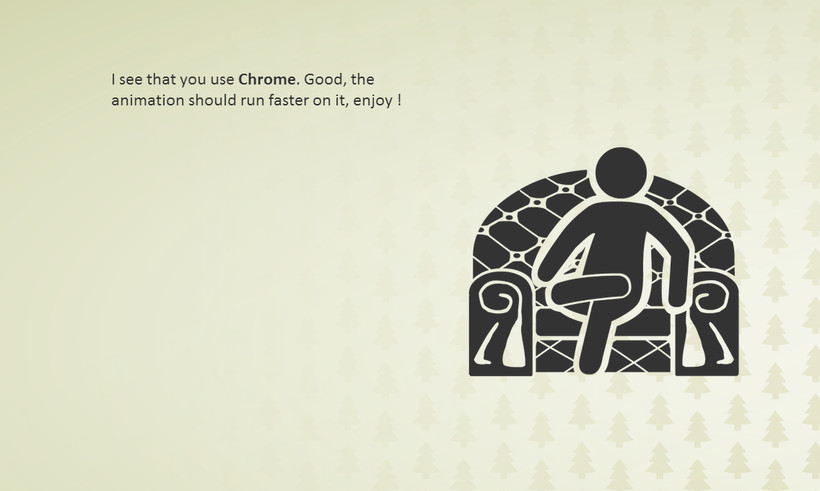 I see that you use Chrome. Good, the
animation should run faster on it, enjoy !